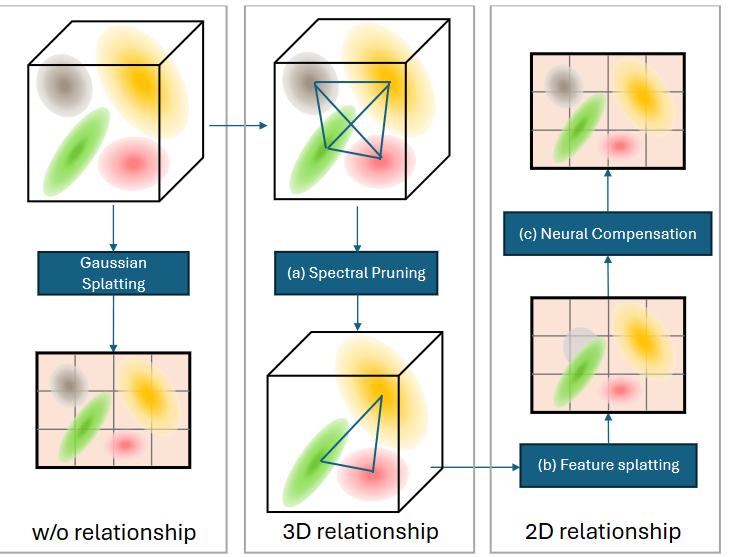 Gaussian
Splatting
w/o relationship
(a) Spectral Pruning
3D relationship
(c) Neural Compensation
(b) Feature splatting
2D relationship